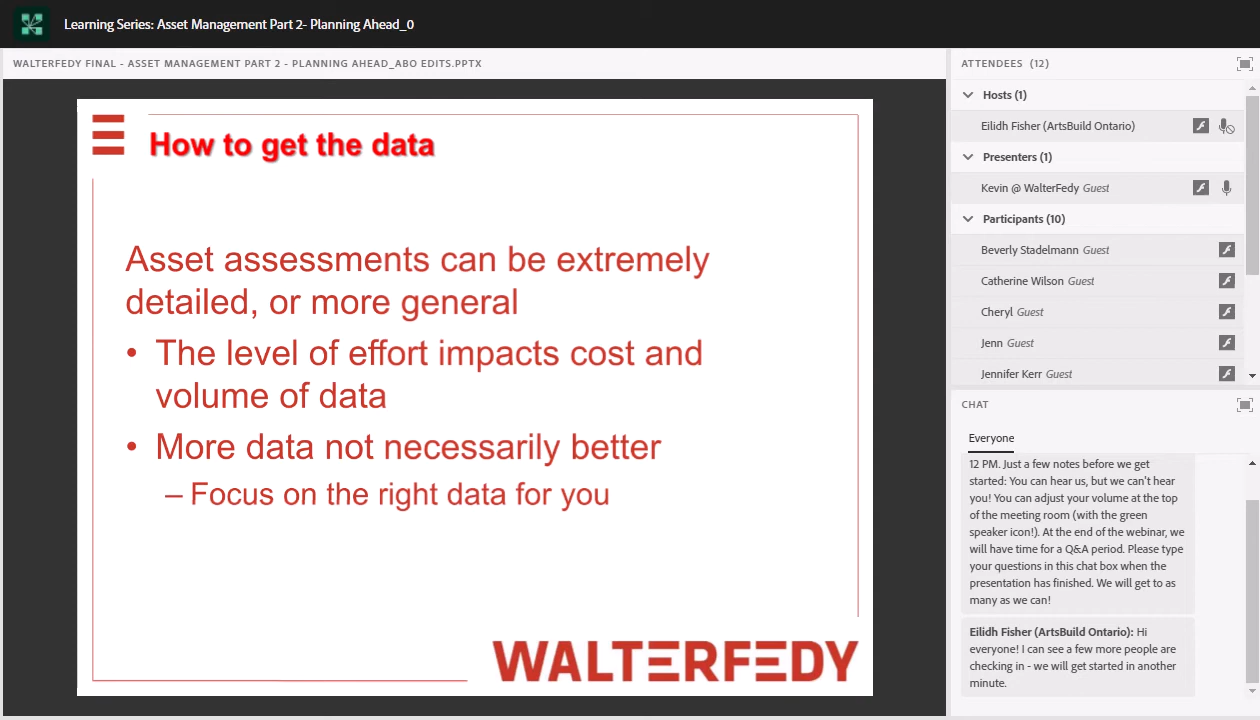 Learning Series: Asset Management Part 2- Planning Ahead_0
WALTERFEDY FINAL - ASSET MANAGEMENT PART 2 - PLANNING AHEAD_ABO EDITS.PPTX
How to get the data
Asset assessments can be extremely
detailed, or more general
• The level of effort impacts cost and
volume of data
• More data not necessarily better
– Focus on the right data for you
WALTERFEDY
ATTENDEES (12)
Hosts (1)
Eilidh Fisher (ArtsBuild Ontario)
Presenters (1)
Kevin @ WalterFedy Guest
Participants (10)
Beverly Stadelmann Guest
Catherine Wilson Guest
Cheryl Guest
Jenn Guest
Jennifer Kerr Guest
CHAT
Everyone
12 PM. Just a few notes before we get
started: You can hear us, but we can't hear
you! You can adjust your volume at the top
of the meeting room (with the green
speaker icon!). At the end of the webinar, we
will have time for a Q&A period. Please type
your questions in this chat box when the
presentation has finished. We will get to as
many as we can!
Eilidh Fisher (ArtsBuild Ontario): Hi
everyone! I can see a few more people are
checking in - we will get started in another
minute.